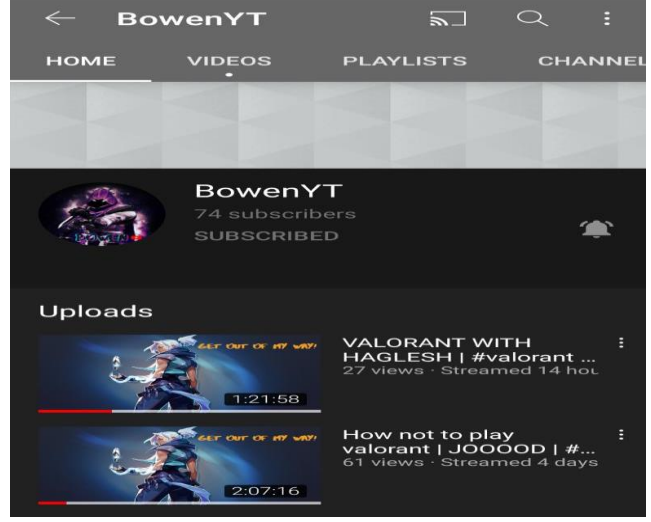 BowenYT
HOME VIDEOS PLAYLISTS CHANNEL
BowenYT
74 subscribers
SUBSCRIBED
Uploads
GET OUT OF MY WAY!
1:21:58
VALORANT WITH
HAGLESH | #valorant ...
27 views · Streamed 14 hou
GET OUT OF MY WAY!
2:07:16
How not to play
valorant | JOOOOD | #...
61 views · Streamed 4 days